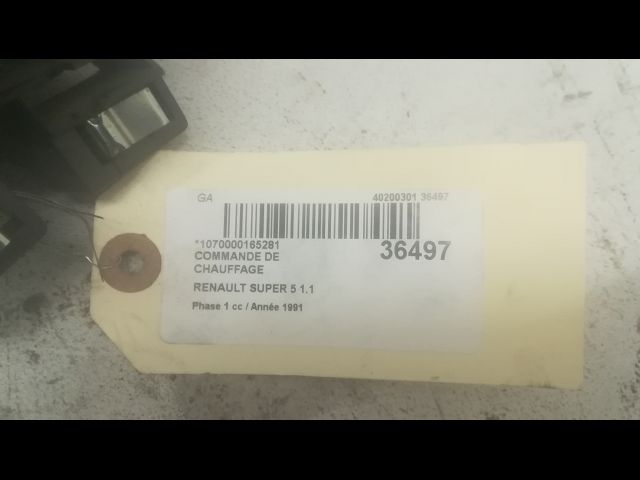 GA 40200301 36497
*1070000165281
36497
COMMANDE DE
CHAUFFAGE
RENAULT SUPER 5 1.1
Phase 1 cc / Année 1991